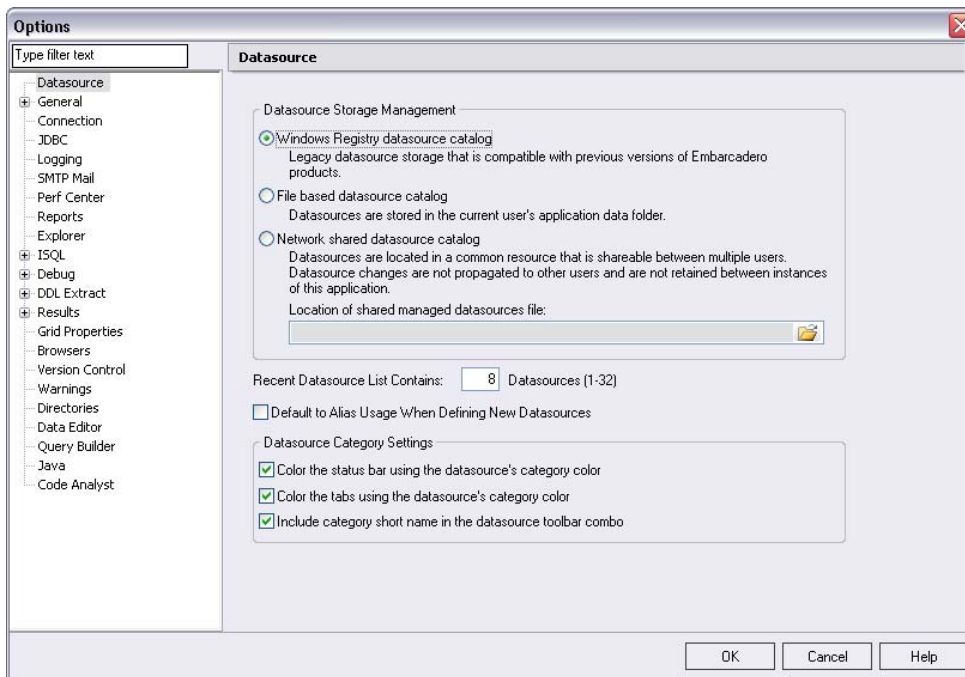 Options
Type filter text
Datasource
General
Connection
JDBC
Logging
SMTP Mail
Perf Center
Reports
Explorer
ISQL
Debug
DDL Extract
Results
Grid Properties
Browsers
Version Control
Warnings
Directories
Data Editor
Query Builder
Java
Code Analyst
Datasource
Datasource Storage Management
Windows Registry datasource catalog
Legacy datasource storage that is compatible with previous versions of Embarcadero
products.
File based datasource catalog
Datasources are stored in the current user's application data folder.
Network shared datasource catalog
Datasources are located in a common resource that is shareable between multiple users.
Datasource changes are not propagated to other users and are not retained between instances
of this application.
Location of shared managed datasources file:
Recent Datasource List Contains: 8 Datasources (1-32)
Default to Alias Usage When Defining New Datasources
Datasource Category Settings
Color the status bar using the datasource's category color
Color the tabs using the datasource's category color
Include category short name in the datasource toolbar combo
OK Cancel Help